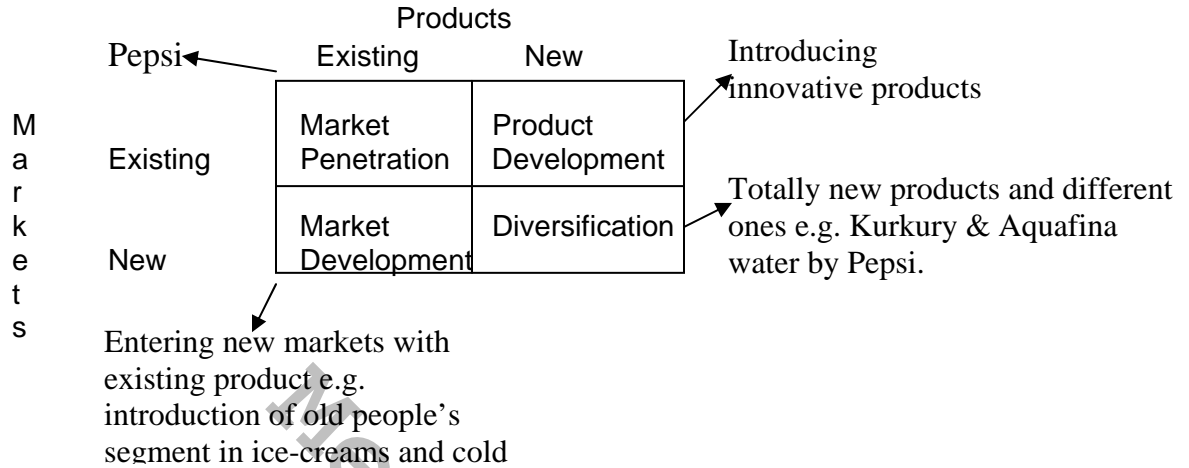 Products
Pepsi Existing New
Introducing
innovative products
Markets
Existing
Market
Penetration
Product
Development
New
Market
Development
Diversification
Totally new products and different
ones e.g. Kurkury & Aquafina
water by Pepsi.
Entering new markets with
existing product e.g.
introduction of old people's
segment in ice-creams and cold